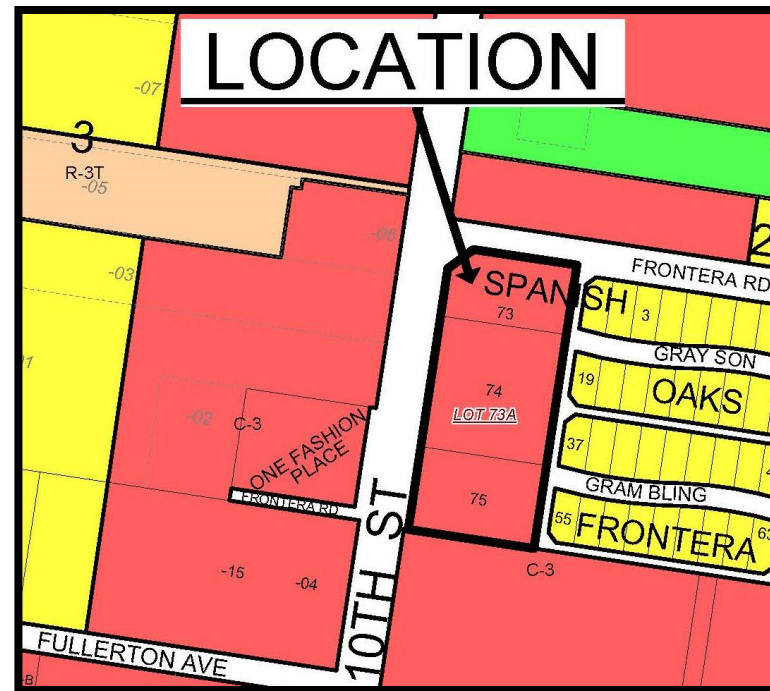 LOCATION
-07
3
R-3T
-05
-06
-03
2
FRONTERA RD
SPANISH
73
3
GRAY SON
19
OAKS
74
LOT 73A
-02
C-3
ONE FASHION
PLACE
37
FRONTERA RD
75
GRAM BLING
55
FRONTERA
63
10TH ST
-15
-04
C-3
FULLERTON AVE
-B